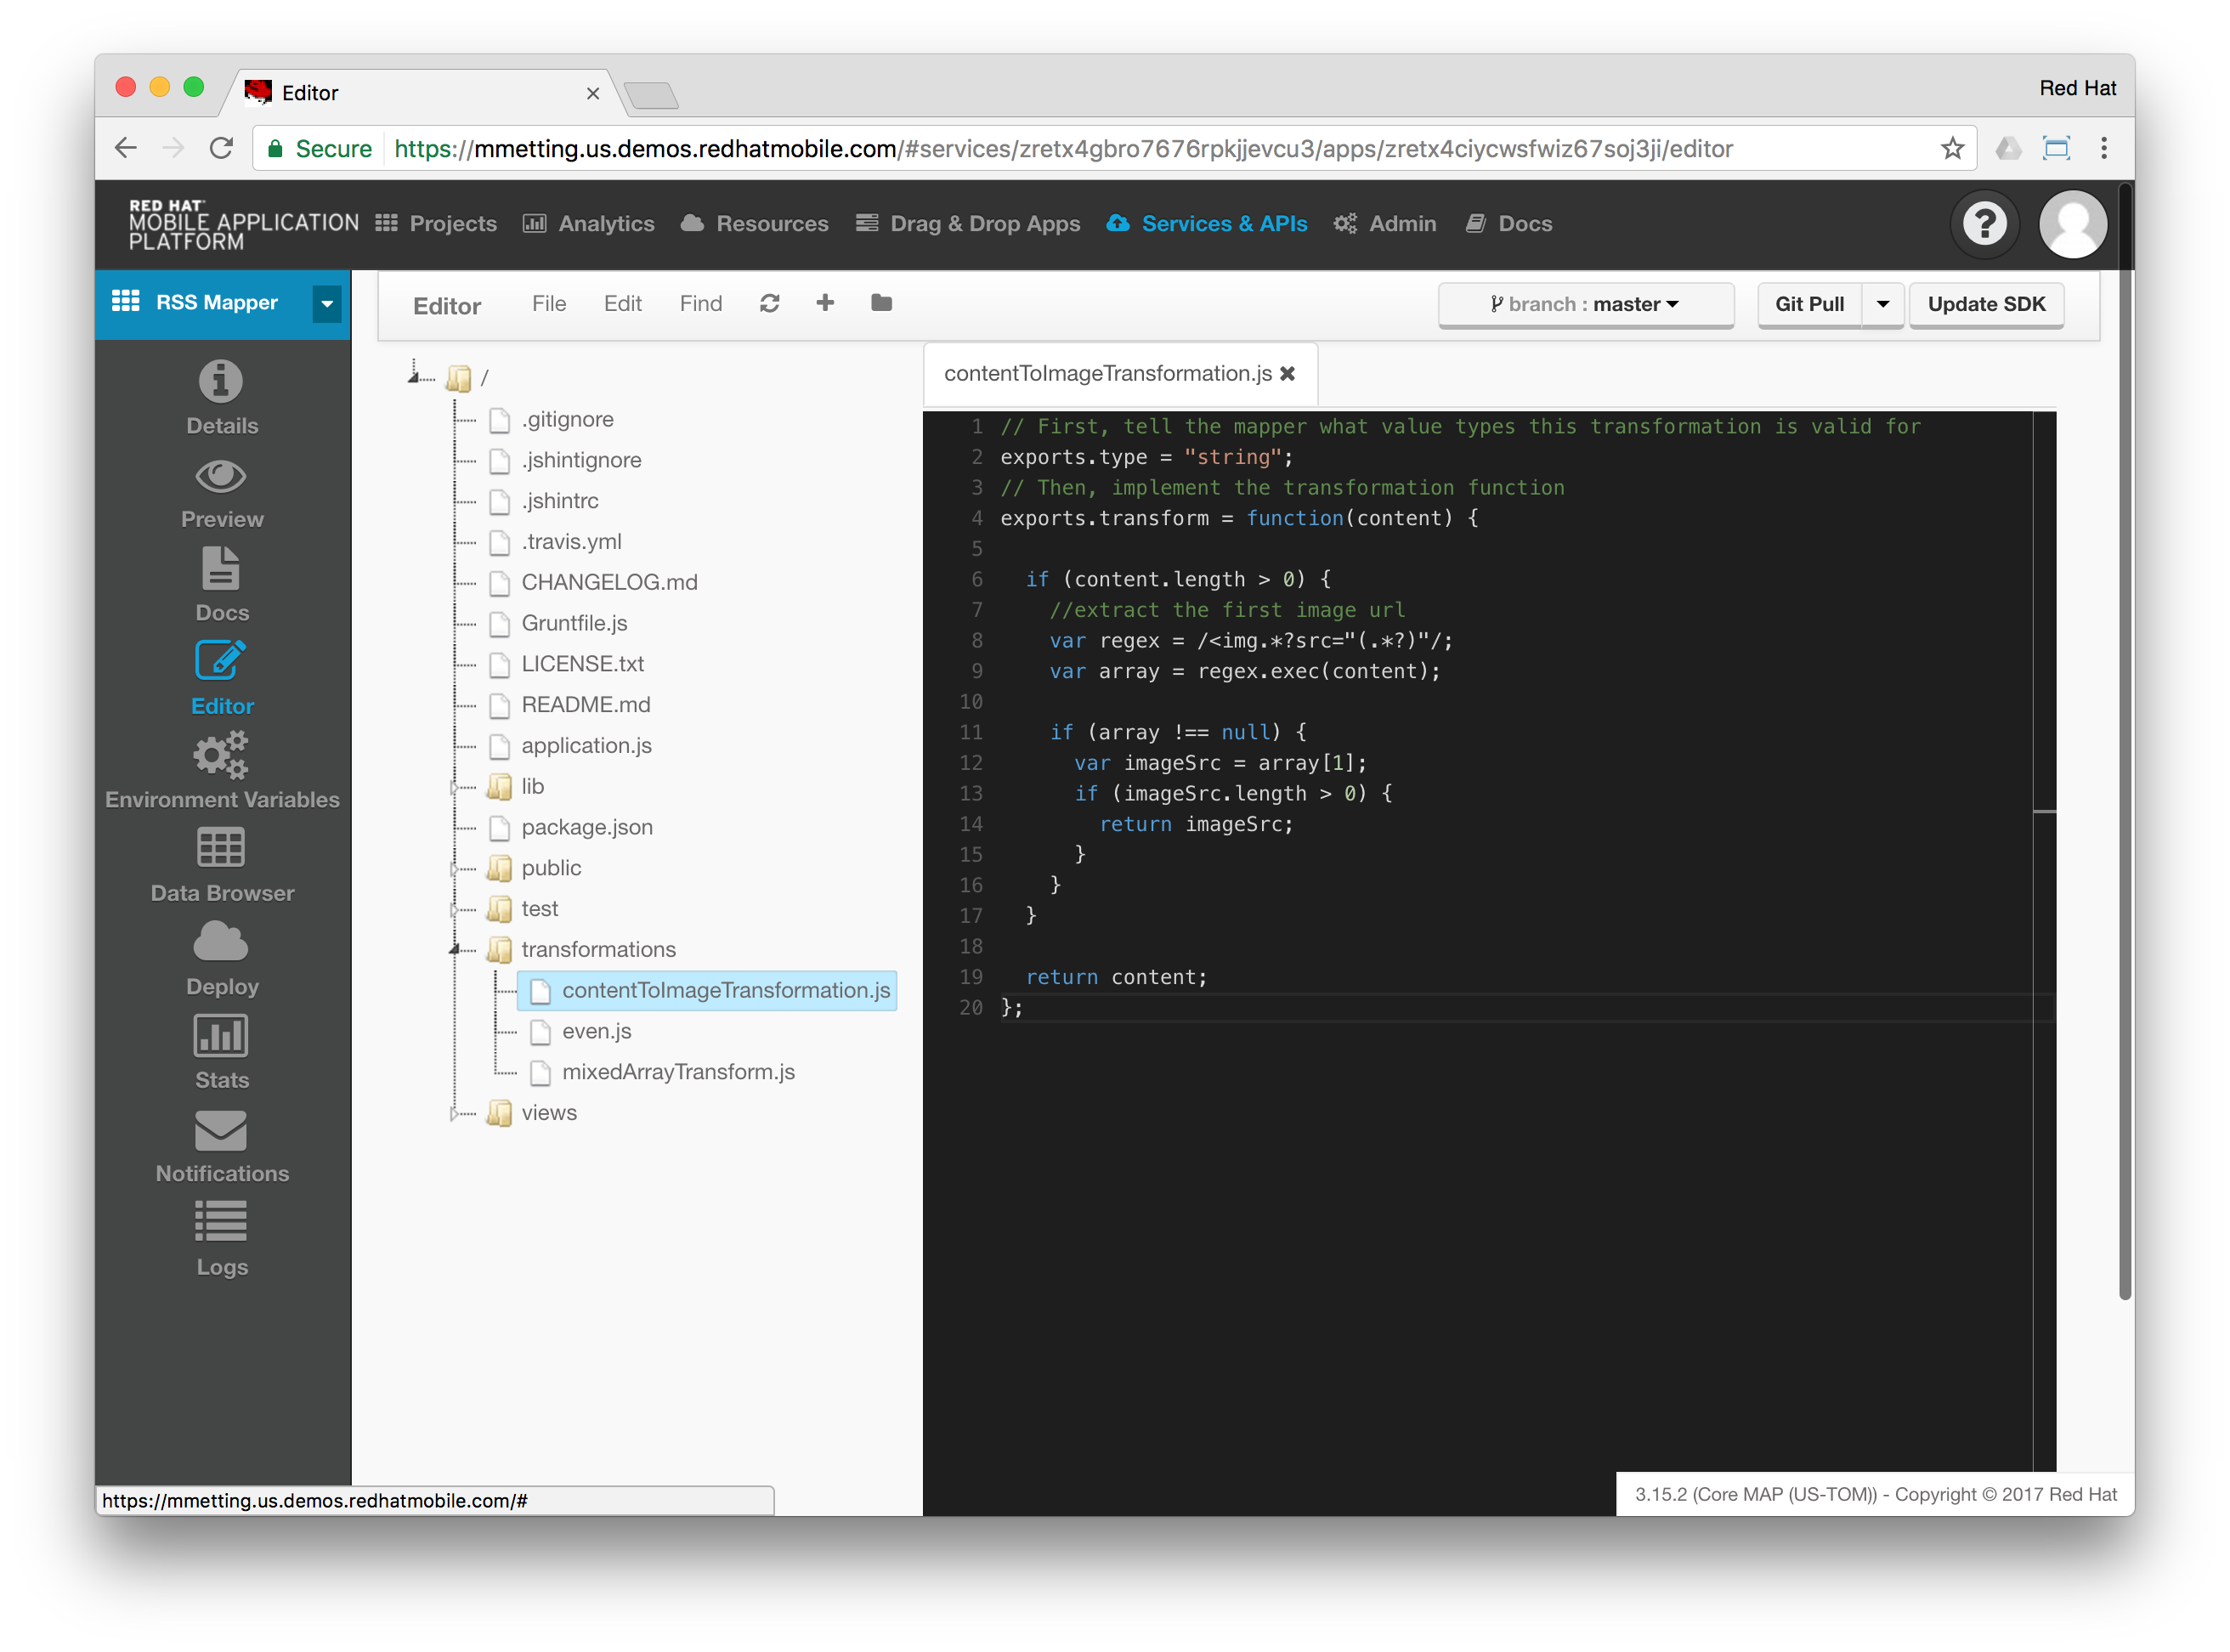 Editor
Red Hat
Secure https://mmetting.us.demos.redhatmobile.com/#services/zretx4gbro7676rpkjjevcu3/apps/zretx4ciycwsfwiz67soj3ji/editor
RED HAT
MOBILE APPLICATION
PLATFORM
Projects Analytics Resources Drag & Drop Apps Services & APIs Admin Docs
RSS Mapper
Editor File Edit Find branch : master Git Pull Update SDK
Details
Preview
Docs
Editor
Environment Variables
Data Browser
Deploy
Stats
Notifications
Logs
/
.gitignore
.jshintignore
.jshintrc
.travis.yml
CHANGELOG.md
Gruntfile.js
LICENSE.txt
README.md
application.js
lib
package.json
public
test
transformations
contentToImageTransformation.js
even.js
mixedArrayTransform.js
views
contentToImageTransformation.js
1 // First, tell the mapper what value types this transformation is valid for
2 exports.type = "string";
3 // Then, implement the transformation function
4 exports.transform = function(content) {
5
6 if (content.length > 0) {
7 //extract the first image url
8 var regex = /<img.*?src="(.*?)"/;
9 var array = regex.exec(content);
10
11 if (array !== null) {
12 var imageSrc = array[1];
13 if (imageSrc.length > 0) {
14 return imageSrc;
15 }
16 }
17 }
18
19 return content;
20 };
https://mmetting.us.demos.redhatmobile.com/#
3.15.2 (Core MAP (US-TOM)) - Copyright © 2017 Red Hat